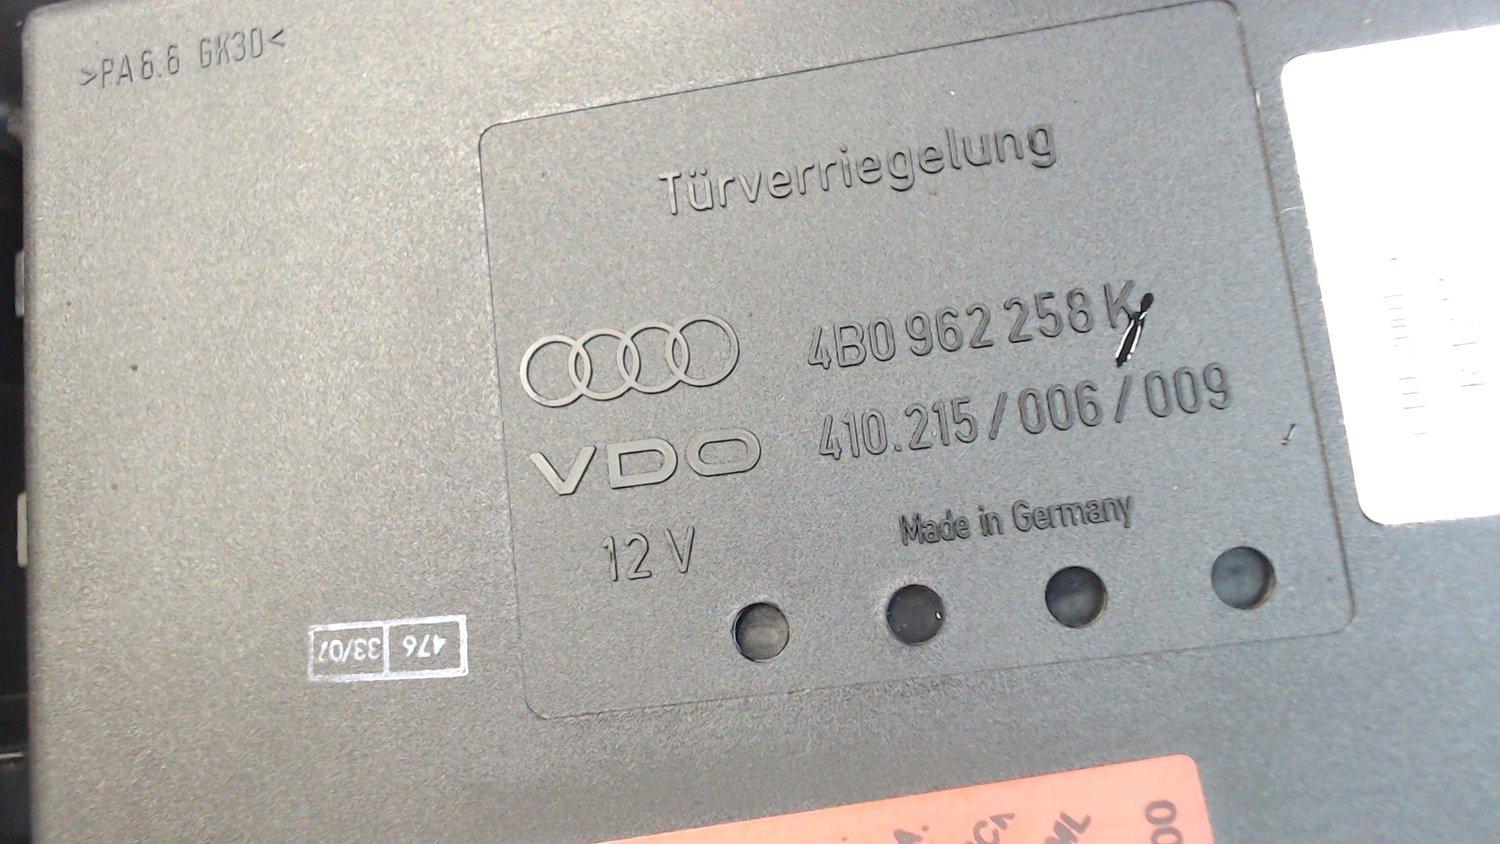 >PA6.6 GK30<
Türverriegelung
4B0 962 258 K
VDO
410.215/006/009
12 V
Made in Germany
476
33/07
00